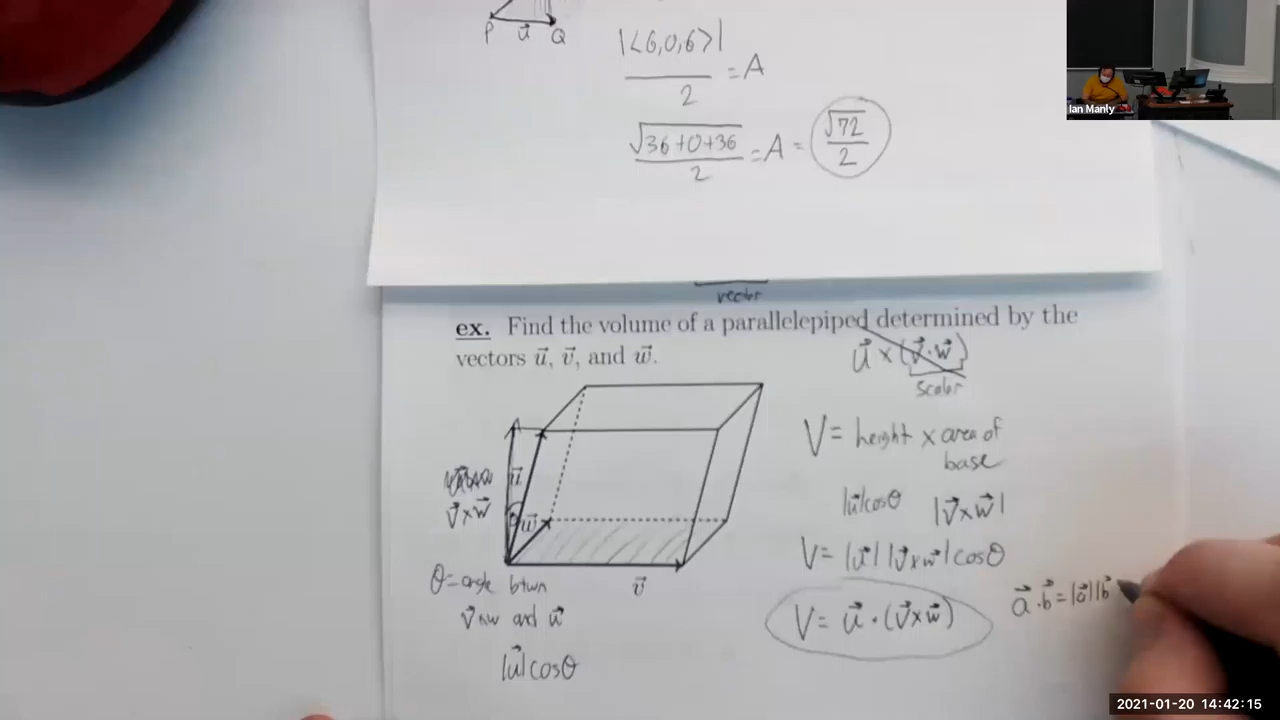 P u⃗ Q
|<6,0,6>|
2
= A
√36+0+36
2
= A = √72
2
Ian Manly
vector
ex. Find the volume of a parallelepiped determined by the
vectors u⃗, v⃗, and w⃗.
u⃗ × (v⃗·w⃗)
scalar
V = height × area of
base
u⃗
v⃗×w⃗
w⃗
|u⃗|cosθ |v⃗×w⃗|
V = |u⃗| |v⃗×w⃗| cosθ
θ = angle btwn
v⃗
v⃗×w and u⃗
V = u⃗ · (v⃗×w⃗)
a⃗·b⃗ = |a⃗||b⃗
|u⃗|cosθ
2021-01-20 14:42:15